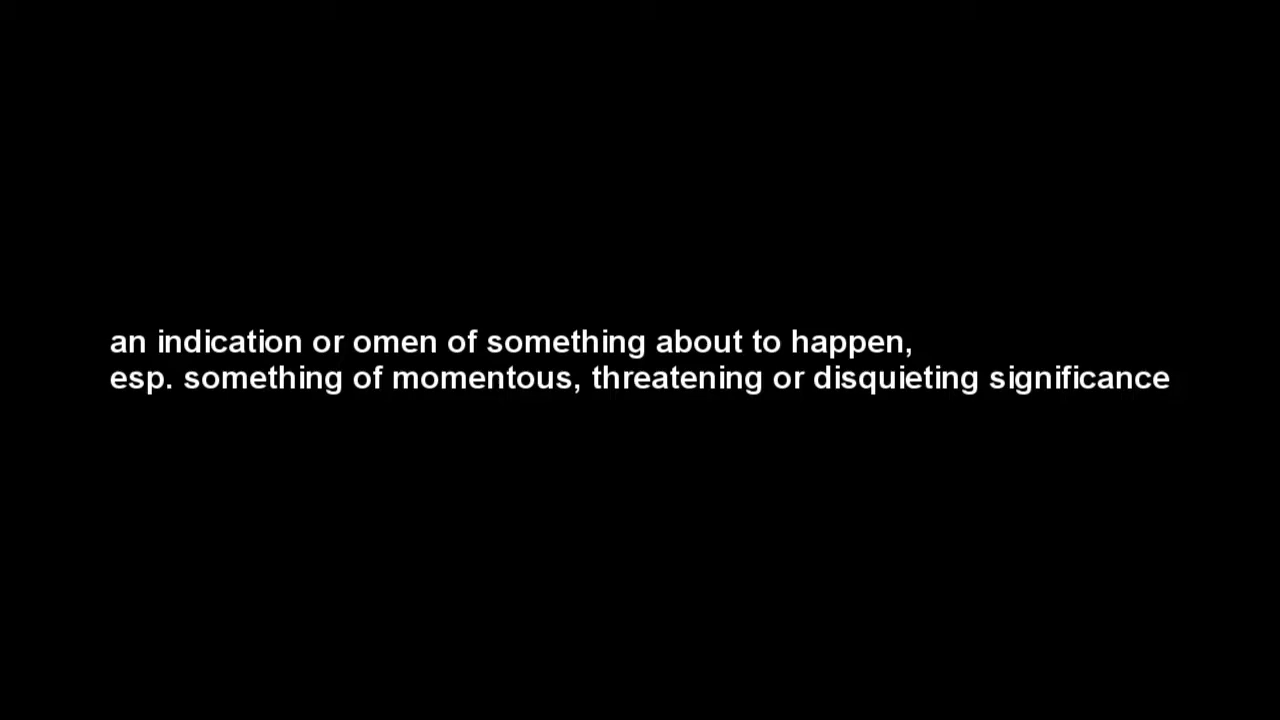 an indication or omen of something about to happen,
esp. something of momentous, threatening or disquieting significance